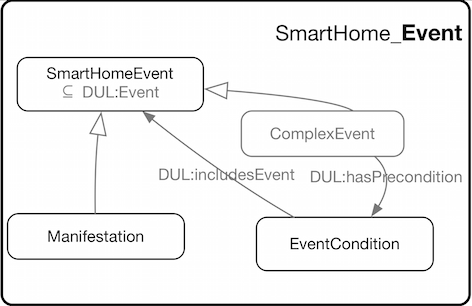 SmartHome_Event
SmartHomeEvent
⊆ DUL:Event
ComplexEvent
DUL:includesEvent
DUL:hasPrecondition
Manifestation
EventCondition